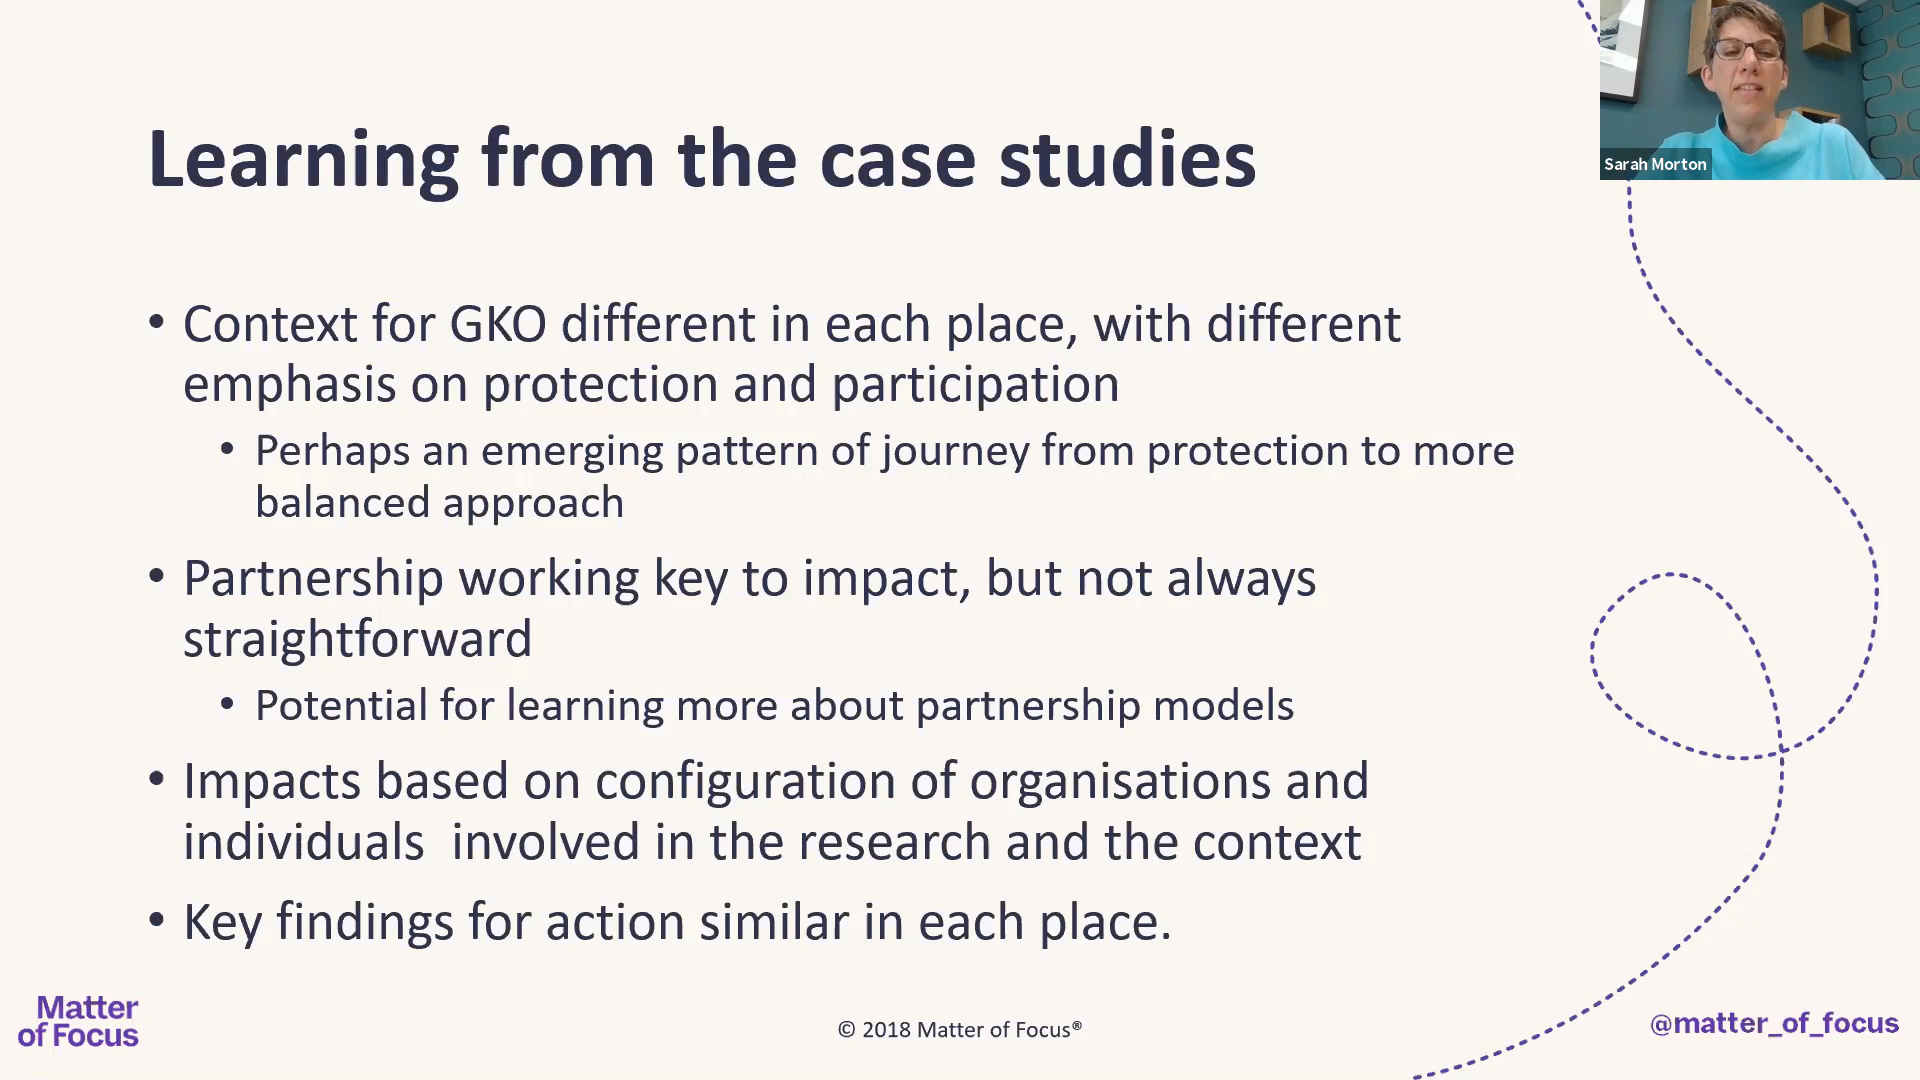 Learning from the case studies
Sarah Morton
• Context for GKO different in each place, with different
emphasis on protection and participation
• Perhaps an emerging pattern of journey from protection to more
balanced approach
• Partnership working key to impact, but not always
straightforward
• Potential for learning more about partnership models
• Impacts based on configuration of organisations and
individuals  involved in the research and the context
• Key findings for action similar in each place.
Matter
of Focus
© 2018 Matter of Focus®
@matter_of_focus